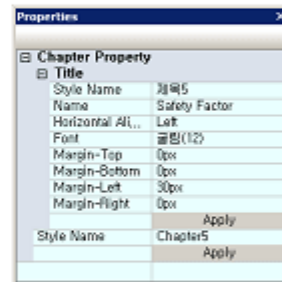 Properties
Chapter Property
Title
Style Name 제목5
Name Safety Factor
Horizontal Ali... Left
Font 굴림(12)
Margin-Top 0px
Margin-Bottom 0px
Margin-Left 30px
Margin-Right 0px
Apply
Style Name Chapter5
Apply